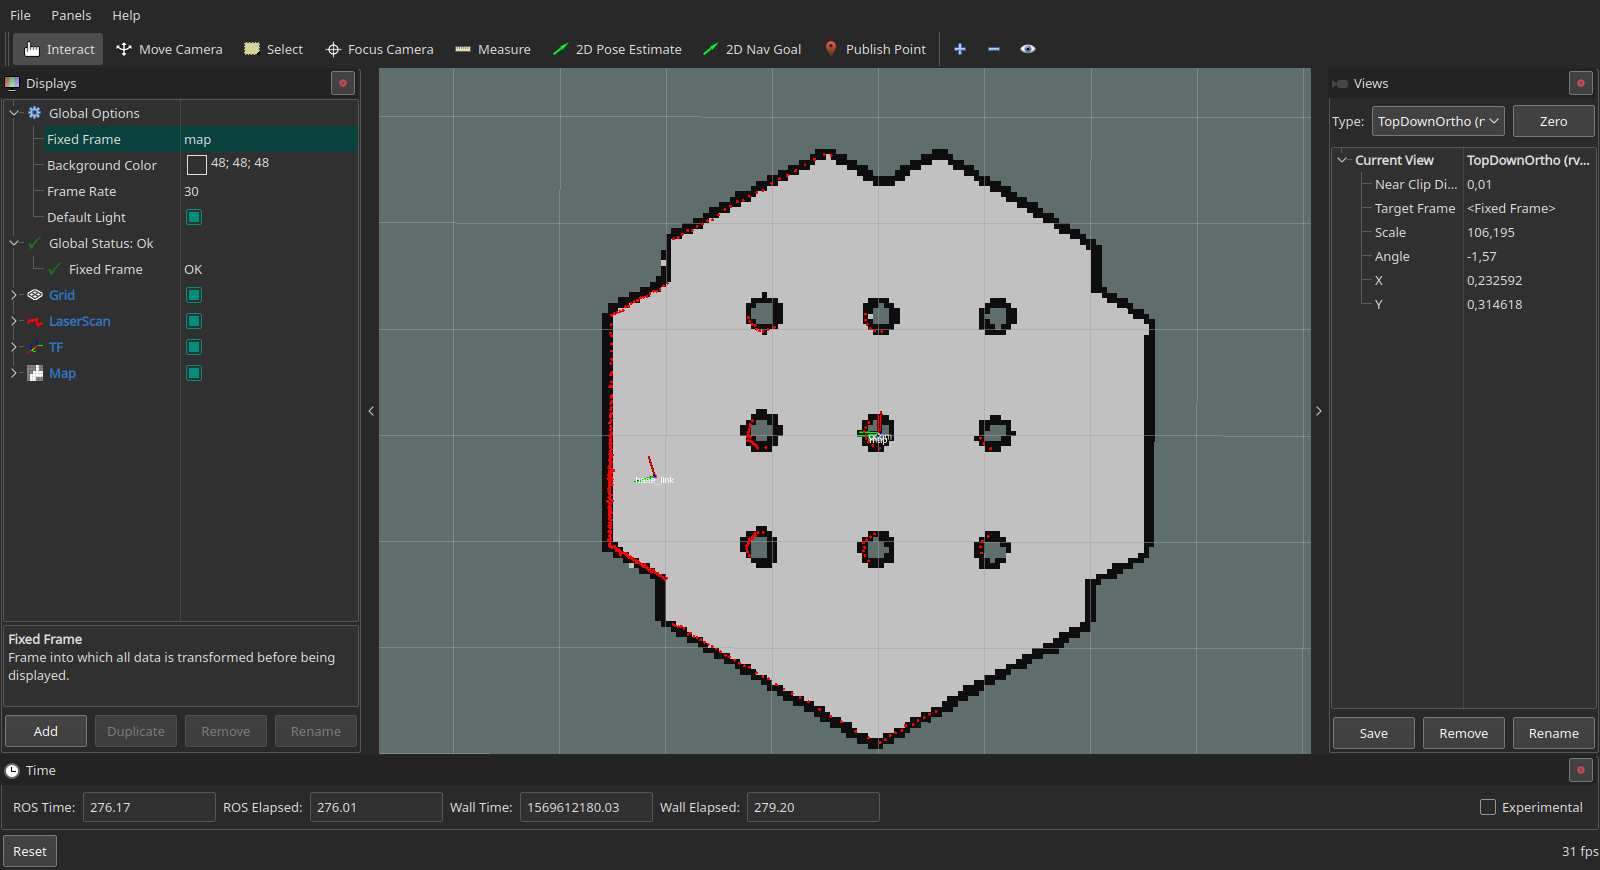 File Panels Help
Interact Move Camera Select Focus Camera Measure 2D Pose Estimate 2D Nav Goal Publish Point
Displays
Global Options
Fixed Frame map
Background Color 48; 48; 48
Frame Rate 30
Default Light
Global Status: Ok
Fixed Frame OK
Grid
LaserScan
TF
Map
Fixed Frame
Frame into which all data is transformed before being
displayed.
Add Duplicate Remove Rename
map
base_link
Views
Type: TopDownOrtho (r Zero
Current View TopDownOrtho (rv...
Near Clip Di... 0,01
Target Frame <Fixed Frame>
Scale 106,195
Angle -1,57
X 0,232592
Y 0,314618
Save Remove Rename
Time
ROS Time: 276.17 ROS Elapsed: 276.01 Wall Time: 1569612180.03 Wall Elapsed: 279.20 Experimental
Reset 31 fps